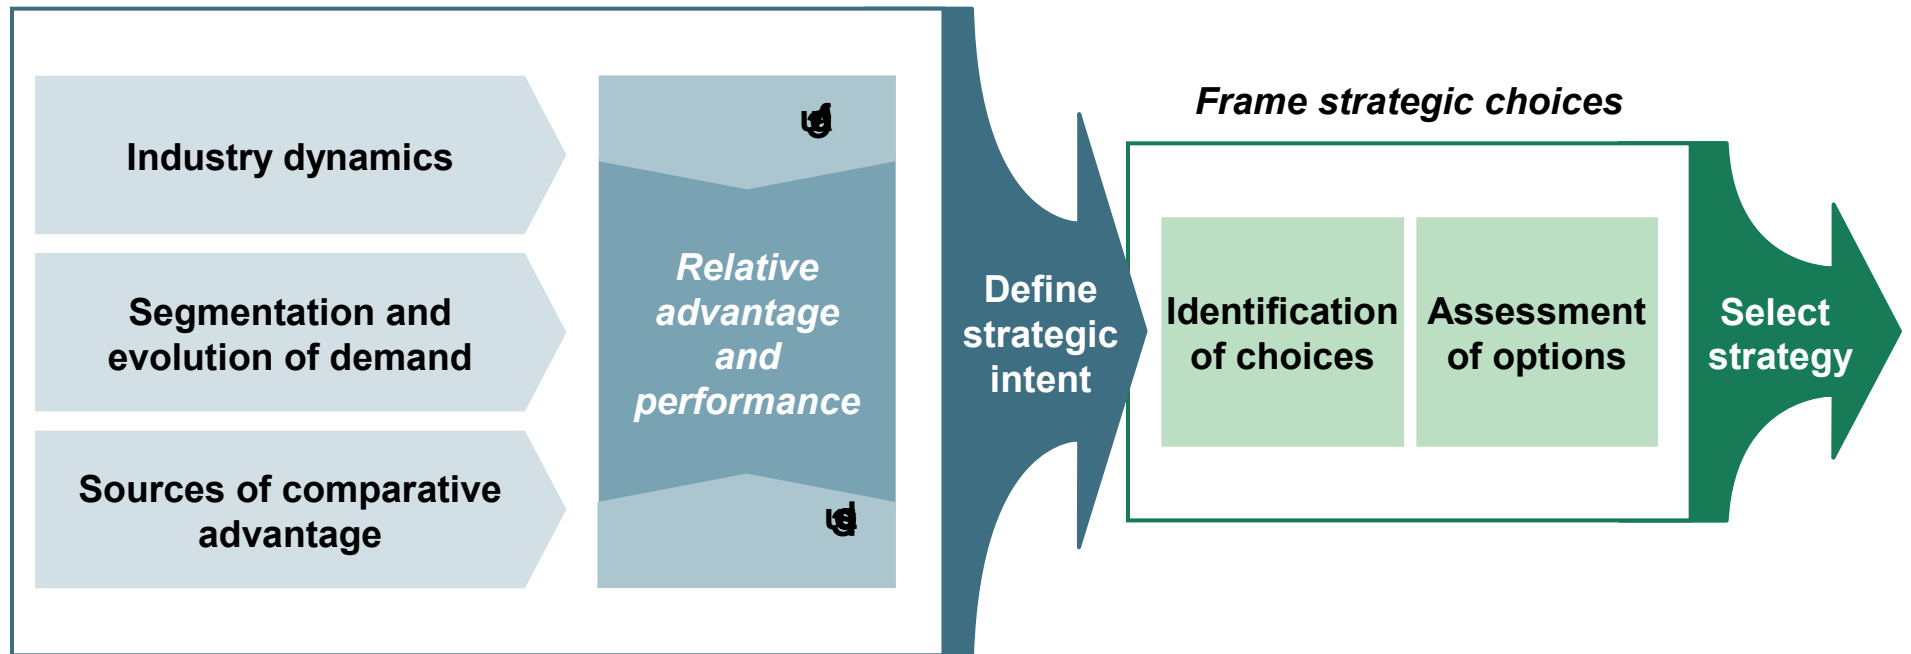 Industry dynamics
Segmentation and
evolution of demand
Sources of comparative
advantage
Relative
advantage
and
performance
Define
strategic
intent
Frame strategic choices
Identification
of choices
Assessment
of options
Select
strategy